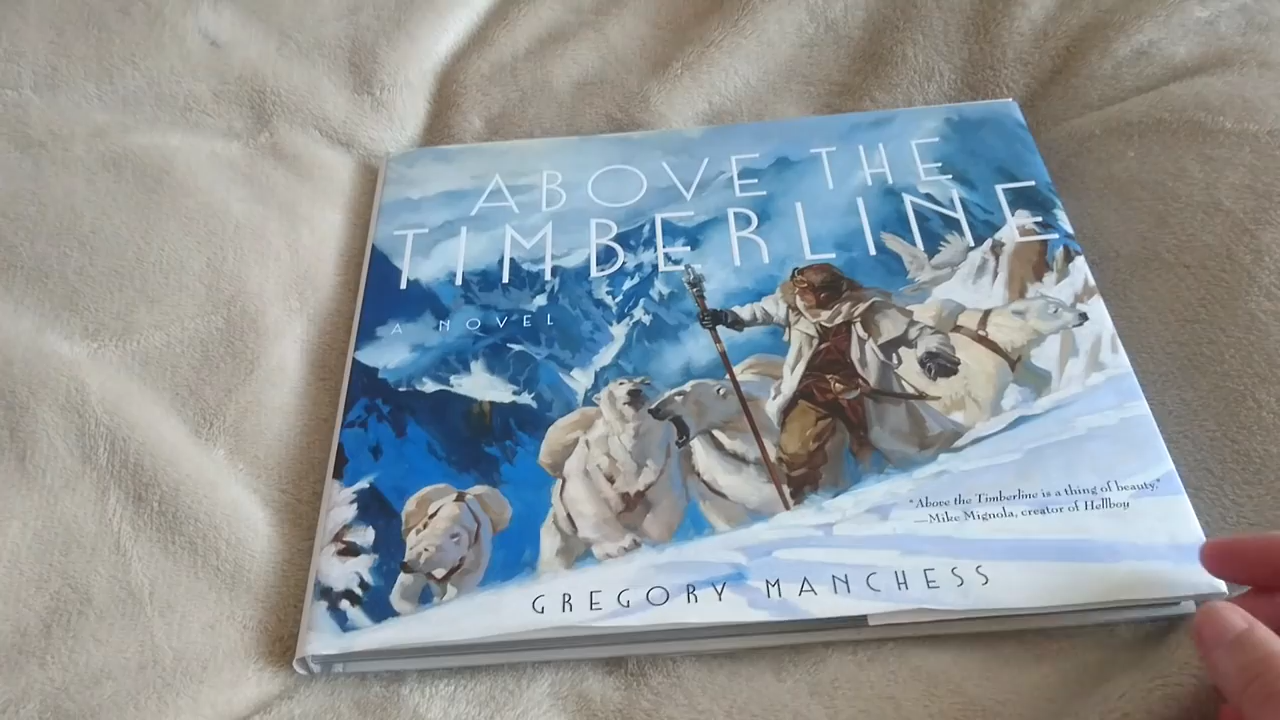 ABOVE THE
TIMBERLINE
A NOVEL
"Above the Timberline is a thing of beauty."
—Mike Mignola, creator of Hellboy
GREGORY MANCHESS